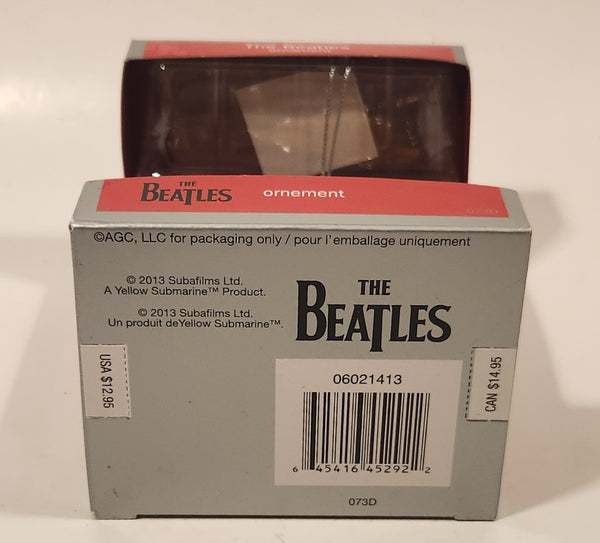 The Beatles
ornament
THE
BEATLES
ornement
073D
©AGC, LLC for packaging only / pour l'emballage uniquement
© 2013 Subafilms Ltd.
A Yellow Submarine™ Product.
© 2013 Subafilms Ltd.
Un produit deYellow Submarine™.
THE
BEATLES
USA $12.95
CAN $14.95
06021413
6 45416 45292 2
073D